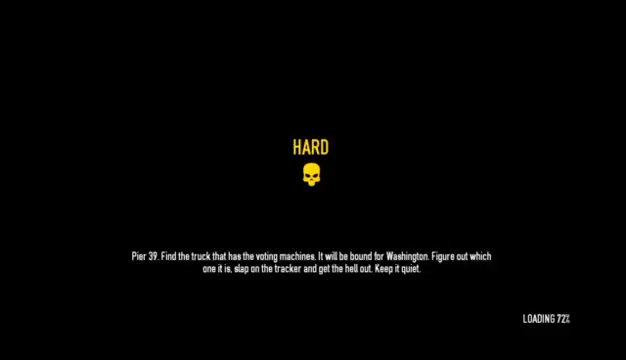 HARD
Pier 39. Find the truck that has the voting machines. It will be bound for Washington. Figure out which
one it is, slap on the tracker and get the hell out. Keep it quiet.
LOADING 72%